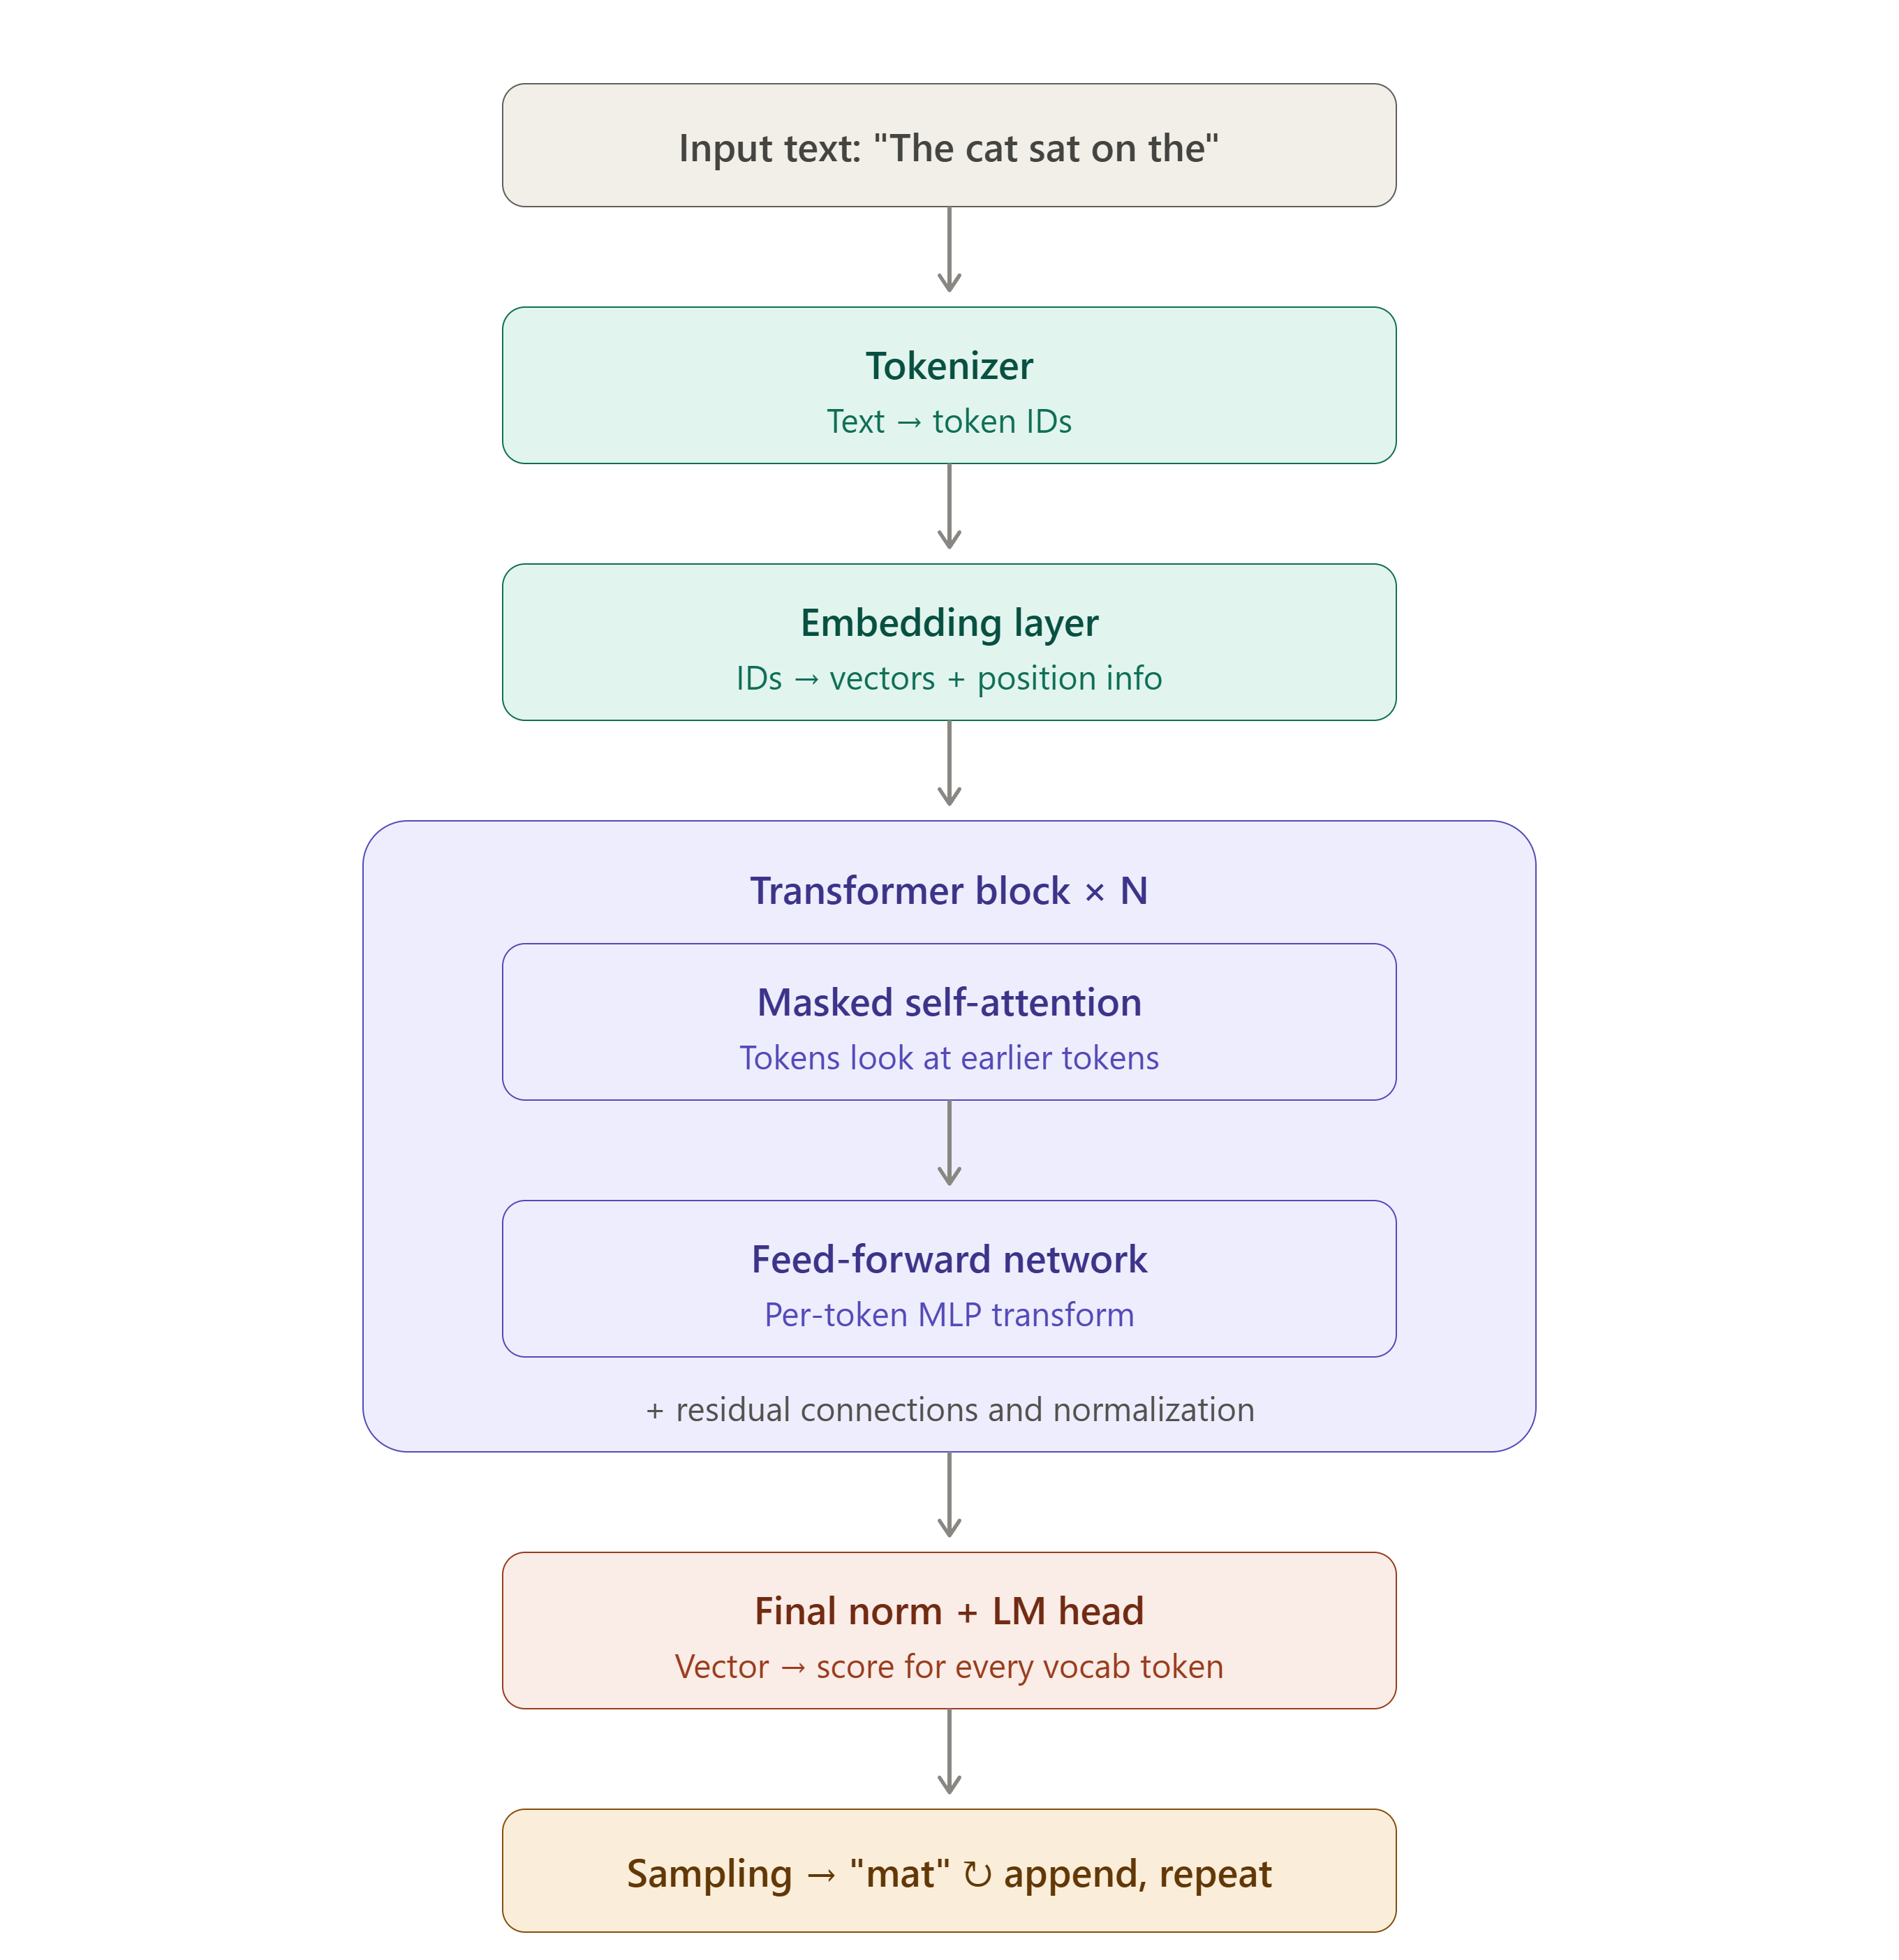 Input text: "The cat sat on the"
Tokenizer
Text → token IDs
Embedding layer
IDs → vectors + position info
Transformer block × N
Masked self-attention
Tokens look at earlier tokens
Feed-forward network
Per-token MLP transform
+ residual connections and normalization
Final norm + LM head
Vector → score for every vocab token
Sampling → "mat" ↻ append, repeat